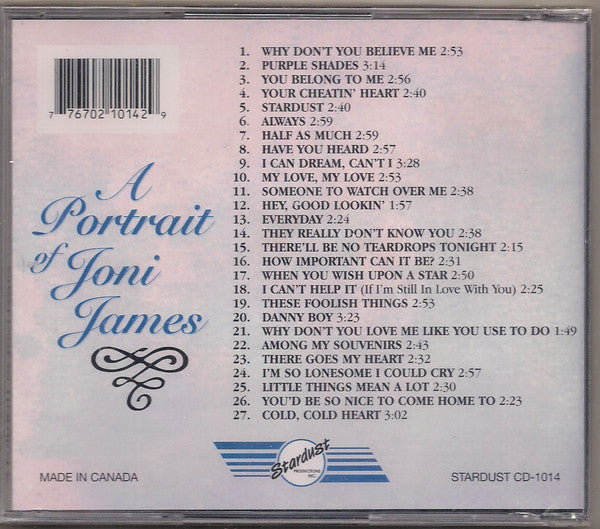 7 76702 10142 9
A
Portrait
of Joni
James
1. WHY DON'T YOU BELIEVE ME 2:53
2. PURPLE SHADES 3:14
3. YOU BELONG TO ME 2:56
4. YOUR CHEATIN' HEART 2:40
5. STARDUST 2:40
6. ALWAYS 2:59
7. HALF AS MUCH 2:59
8. HAVE YOU HEARD 2:57
9. I CAN DREAM, CAN'T I 3:28
10. MY LOVE, MY LOVE 2:53
11. SOMEONE TO WATCH OVER ME 2:38
12. HEY, GOOD LOOKIN' 1:57
13. EVERYDAY 2:24
14. THEY REALLY DON'T KNOW YOU 2:38
15. THERE'LL BE NO TEARDROPS TONIGHT 2:15
16. HOW IMPORTANT CAN IT BE? 2:31
17. WHEN YOU WISH UPON A STAR 2:50
18. I CAN'T HELP IT (If I'm Still In Love With You) 2:25
19. THESE FOOLISH THINGS 2:53
20. DANNY BOY 3:23
21. WHY DON'T YOU LOVE ME LIKE YOU USE TO DO 1:49
22. AMONG MY SOUVENIRS 2:43
23. THERE GOES MY HEART 2:32
24. I'M SO LONESOME I COULD CRY 2:57
25. LITTLE THINGS MEAN A LOT 2:30
26. YOU'D BE SO NICE TO COME HOME TO 2:23
27. COLD, COLD HEART 3:02
Stardust
PRODUCTIONS
INC.
MADE IN CANADA
STARDUST CD-1014